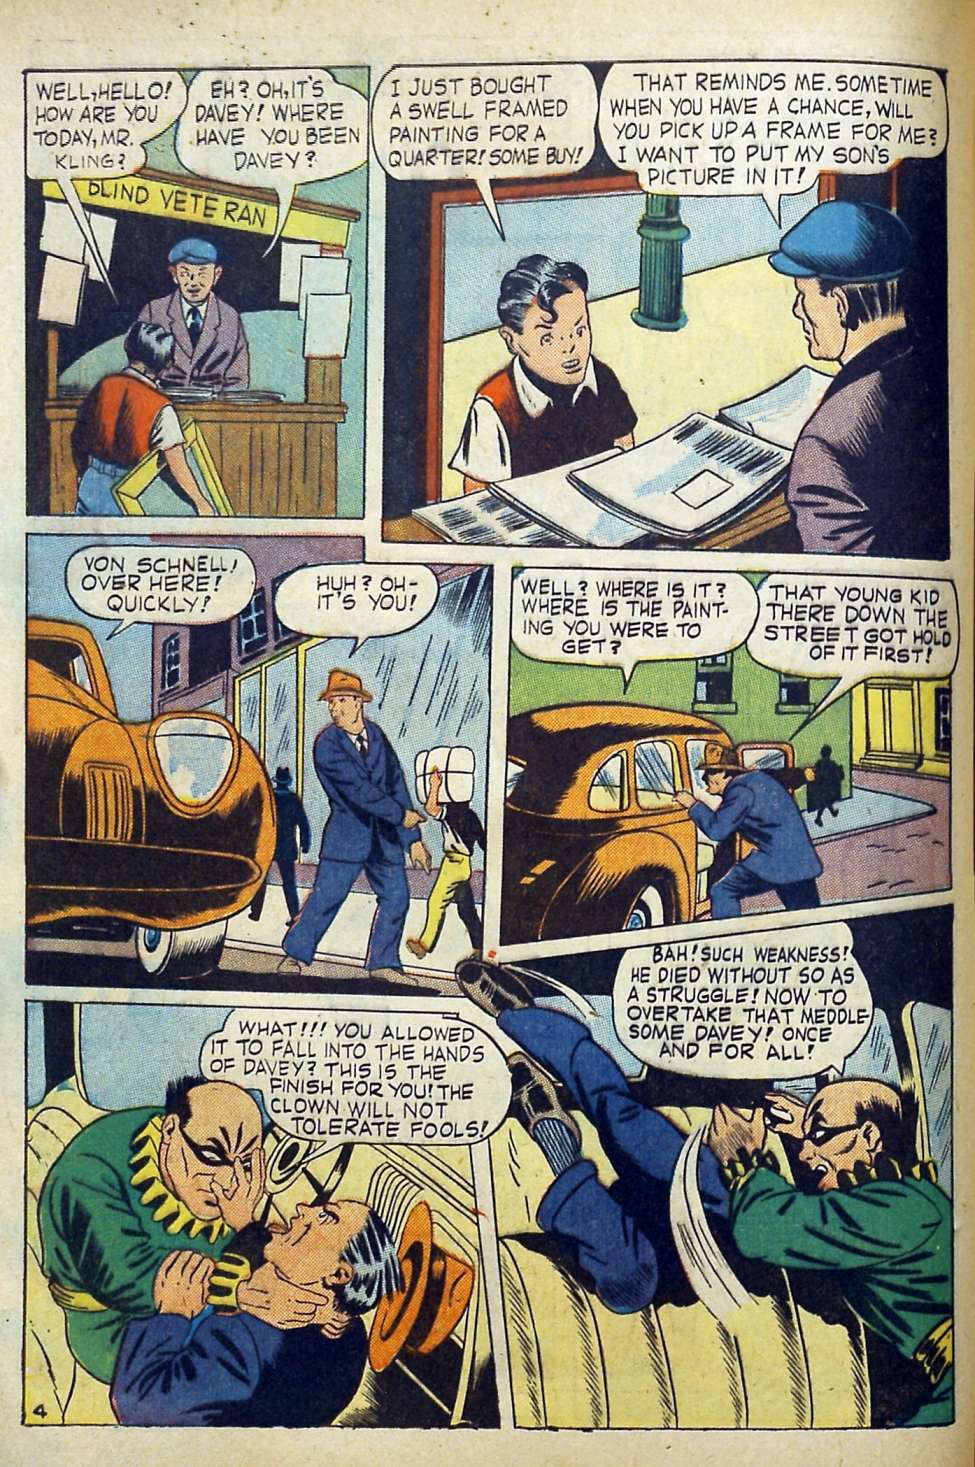 WELL, HELLO!
HOW ARE YOU
TODAY, MR.
KLING?
EH? OH, IT'S
DAVEY! WHERE
HAVE YOU BEEN
DAVEY?
BLIND VETERAN
I JUST BOUGHT
A SWELL FRAMED
PAINTING FOR A
QUARTER! SOME BUY!
THAT REMINDS ME. SOMETIME
WHEN YOU HAVE A CHANCE, WILL
YOU PICK UP A FRAME FOR ME?
I WANT TO PUT MY SON'S
PICTURE IN IT!
VON SCHNELL!
OVER HERE!
QUICKLY!
HUH? OH-
IT'S YOU!
WELL? WHERE IS IT?
WHERE IS THE PAINT-
ING YOU WERE TO
GET?
THAT YOUNG KID
THERE DOWN THE
STREET GOT HOLD
OF IT FIRST!
WHAT!!! YOU ALLOWED
IT TO FALL INTO THE HANDS
OF DAVEY? THIS IS THE
FINISH FOR YOU! THE
CLOWN WILL NOT
TOLERATE FOOLS!
BAH! SUCH WEAKNESS!
HE DIED WITHOUT SO AS
A STRUGGLE! NOW TO
OVERTAKE THAT MEDDLE
SOME DAVEY! ONCE
AND FOR ALL!
4